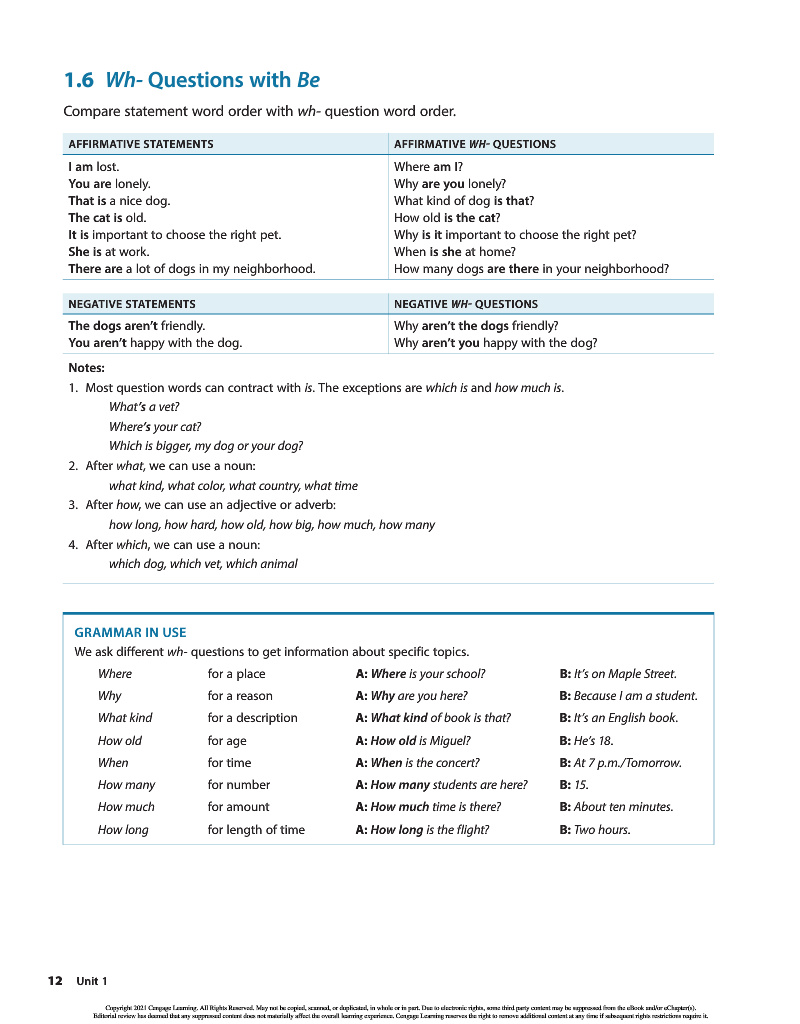 1.6 Wh- Questions with Be
Compare statement word order with wh- question word order.
AFFIRMATIVE STATEMENTS
AFFIRMATIVE WH- QUESTIONS
I am lost.
Where am I?
You are lonely.
Why are you lonely?
That is a nice dog.
What kind of dog is that?
The cat is old.
How old is the cat?
It is important to choose the right pet.
Why is it important to choose the right pet?
She is at work.
When is she at home?
There are a lot of dogs in my neighborhood.
How many dogs are there in your neighborhood?
NEGATIVE STATEMENTS
NEGATIVE WH- QUESTIONS
The dogs aren't friendly.
Why aren't the dogs friendly?
You aren't happy with the dog.
Why aren't you happy with the dog?
Notes:
1. Most question words can contract with is. The exceptions are which is and how much is.
What's a vet?
Where's your cat?
Which is bigger, my dog or your dog?
2. After what, we can use a noun:
what kind, what color, what country, what time
3. After how, we can use an adjective or adverb:
how long, how hard, how old, how big, how much, how many
4. After which, we can use a noun:
which dog, which vet, which animal
GRAMMAR IN USE
We ask different wh- questions to get information about specific topics.
Where for a place A: Where is your school? B: It's on Maple Street.
Why for a reason A: Why are you here? B: Because I am a student.
What kind for a description A: What kind of book is that? B: It's an English book.
How old for age A: How old is Miguel? B: He's 18.
When for time A: When is the concert? B: At 7 p.m./Tomorrow.
How many for number A: How many students are here? B: 15.
How much for amount A: How much time is there? B: About ten minutes.
How long for length of time A: How long is the flight? B: Two hours.
12 Unit 1
Copyright 2021 Cengage Learning. All Rights Reserved. May not be copied, scanned, or duplicated, in whole or in part. Due to electronic rights, some third party content may be suppressed from the eBook and/or eChapter(s).
Editorial review has deemed that any suppressed content does not materially affect the overall learning experience. Cengage Learning reserves the right to remove additional content at any time if subsequent rights restrictions require it.